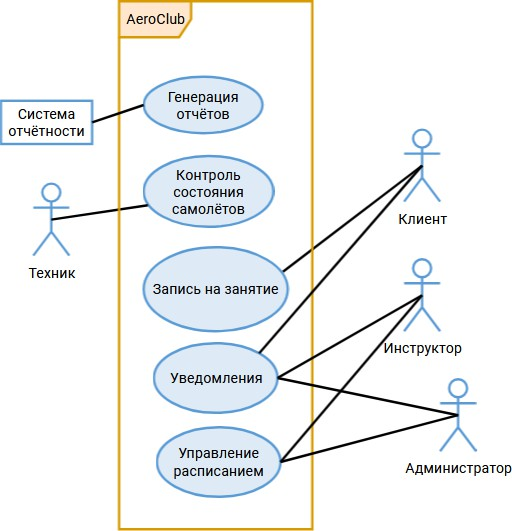 AeroClub
Генерация
отчётов
Система
отчётности
Контроль
состояния
самолётов
Клиент
Техник
Запись на занятие
Инструктор
Уведомления
Управление
расписанием
Администратор